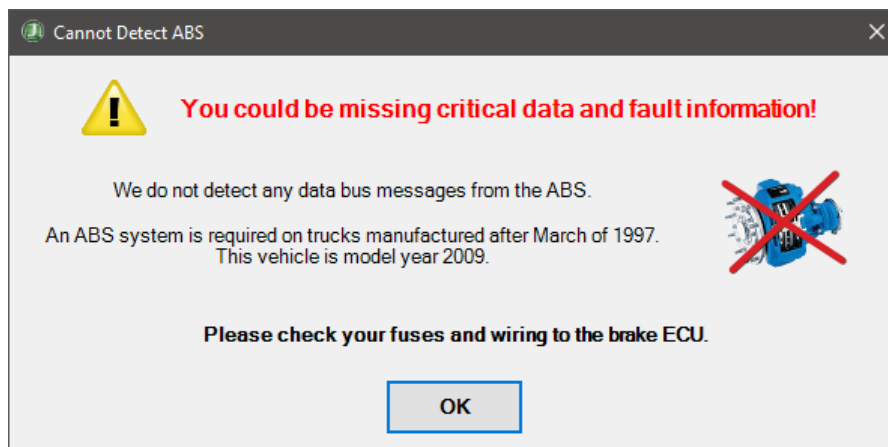 Cannot Detect ABS
You could be missing critical data and fault information!
We do not detect any data bus messages from the ABS.
An ABS system is required on trucks manufactured after March of 1997.
This vehicle is model year 2009.
Please check your fuses and wiring to the brake ECU.
OK